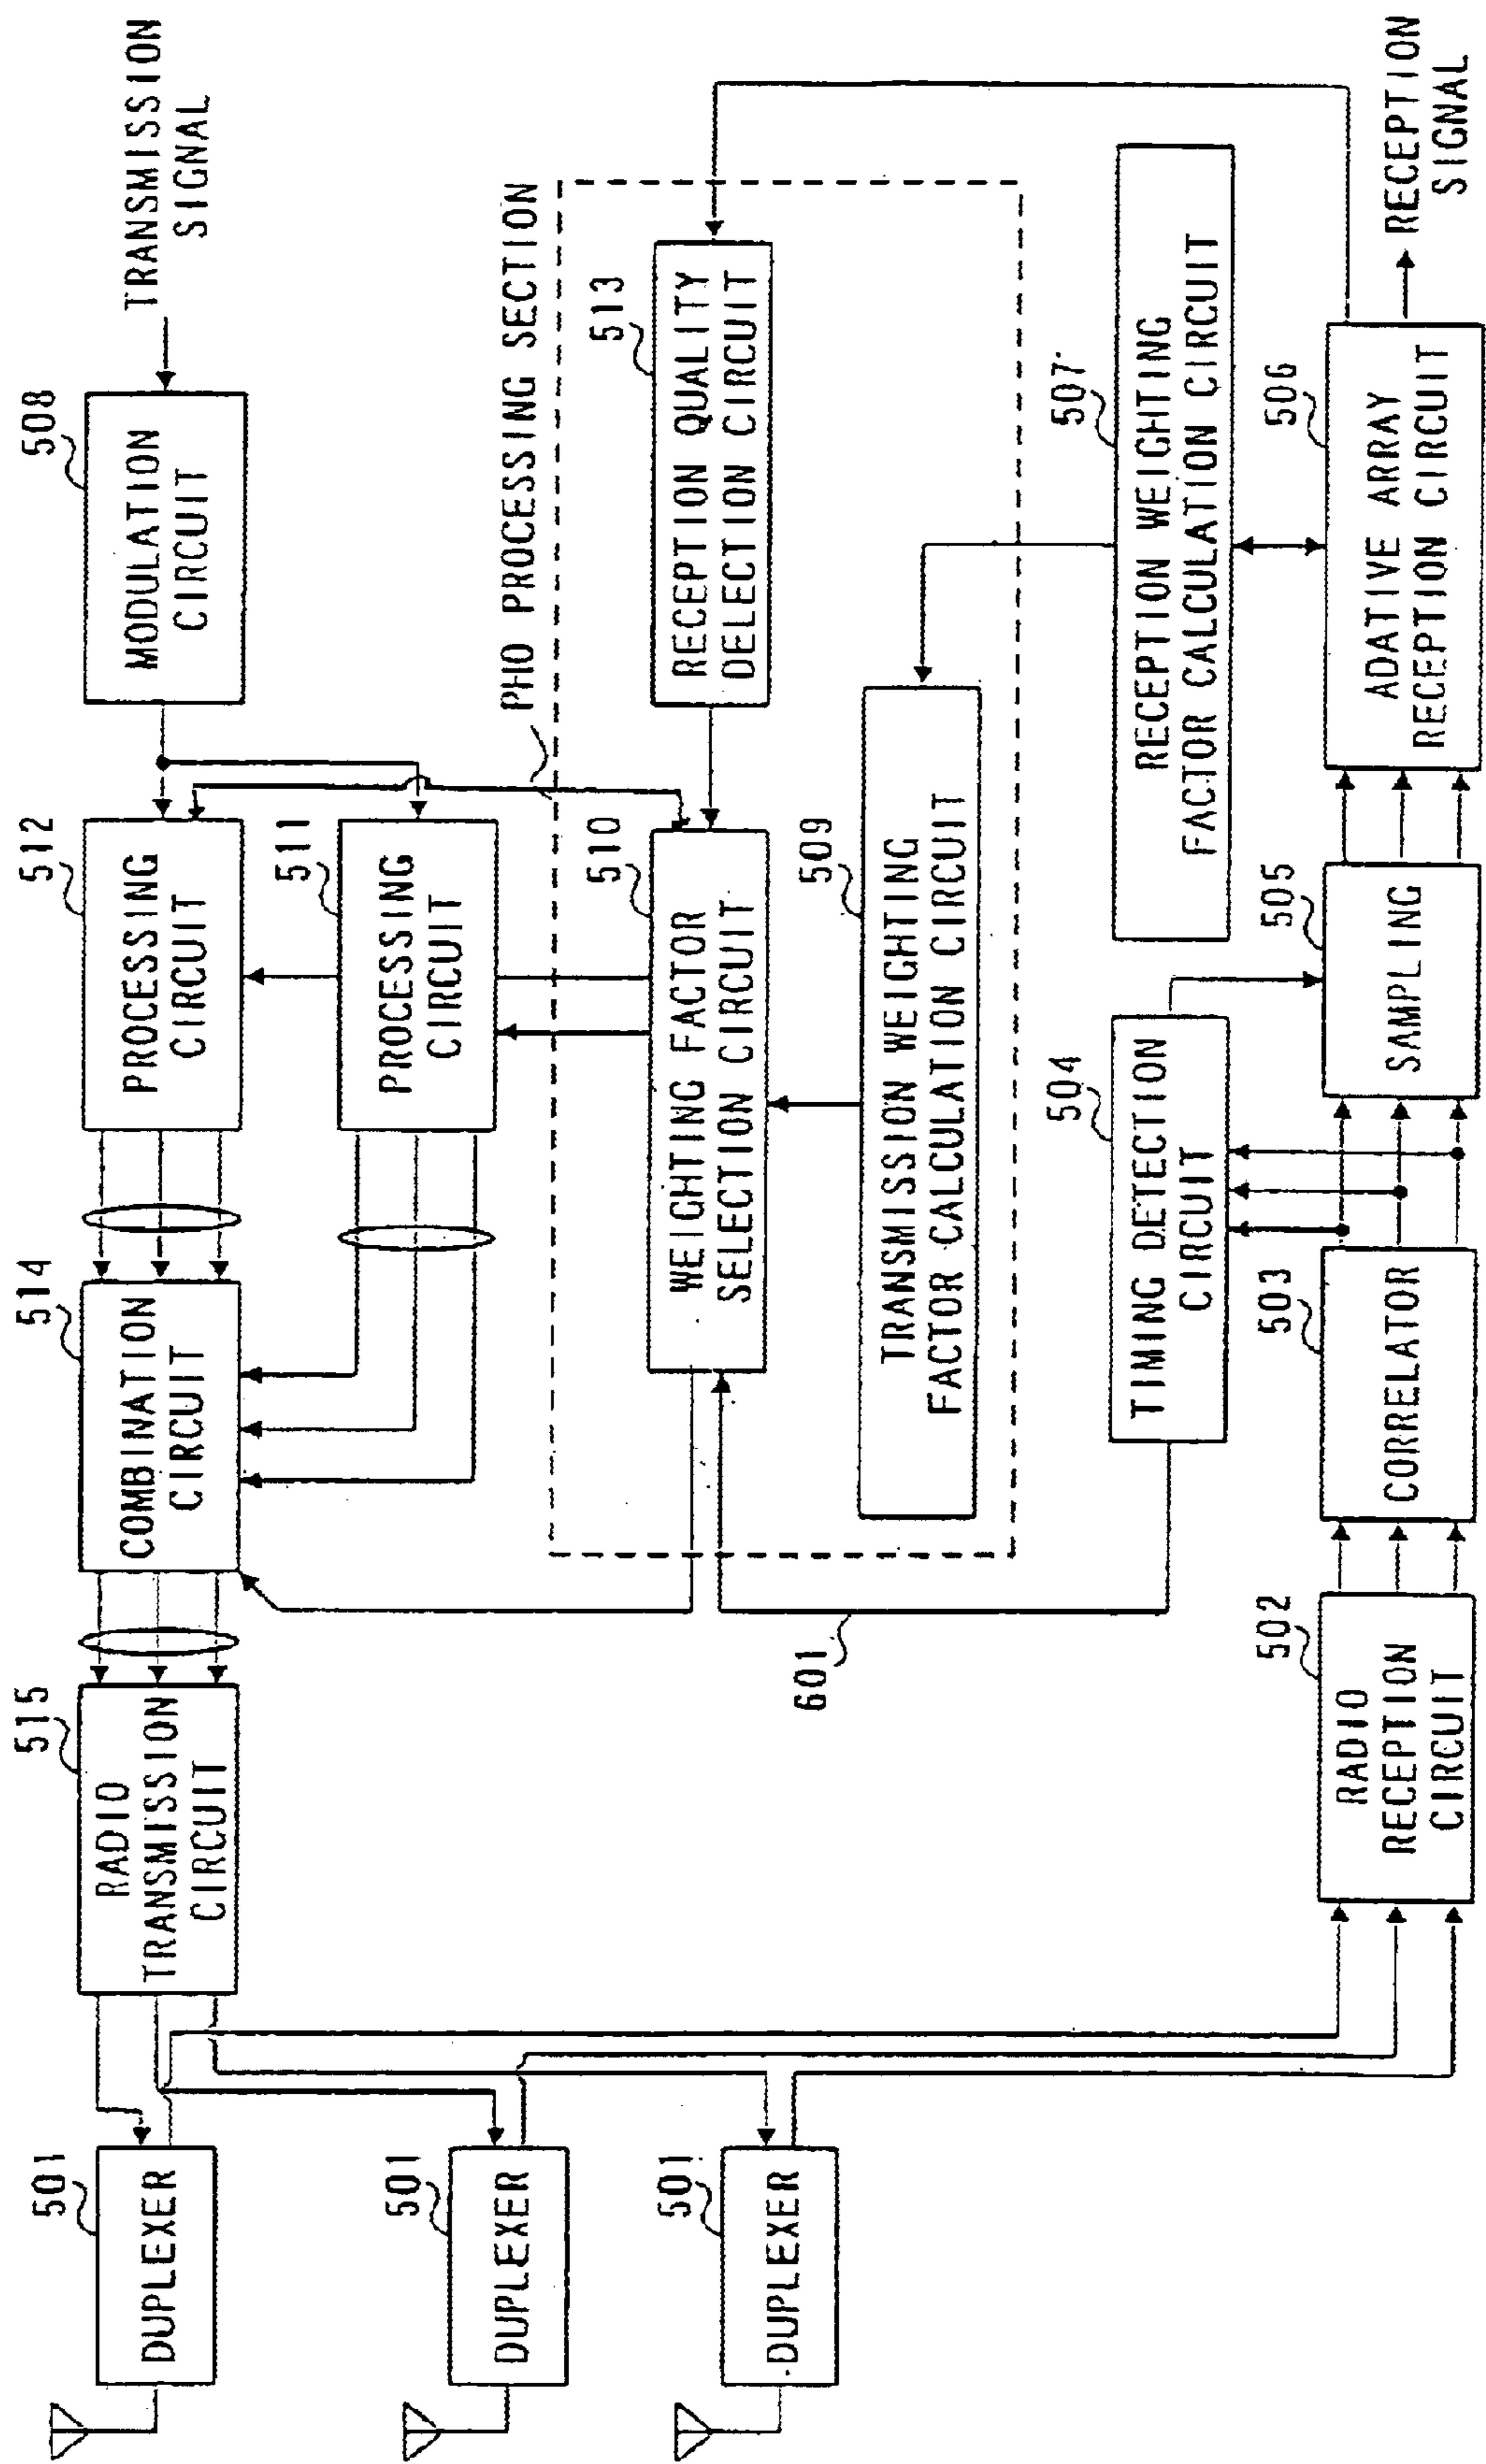 TRANSMISSION
SIGNAL
508
MODULATION
CIRCUIT
512
PROCESSING
CIRCUIT
514
COMBINATION
CIRCUIT
515
RADIO
TRANSMISSION
CIRCUIT
501
DUPLEXER
511
PROCESSING
CIRCUIT
501
DUPLEXER
PHO PROCESSING SECTION
513
RECEPTION QUALITY
DELECTION CIRCUIT
510
WEIGHTING FACTOR
SELECTION CIRCUIT
501
DUPLEXER
509
TRANSMISSION WEIGHTING
FACTOR CALCULATION CIRCUIT
601
507
RECEPTION WEIGHTING
FACTOR CALCULATION CIRCUIT
504
TIMING DETECTION
CIRCUIT
502
RADIO
RECEPTION
CIRCUIT
503
CORRELATOR
505
SAMPLING
506
ADATIVE ARRAY
RECEPTION CIRCUIT
RECEPTION
SIGNAL